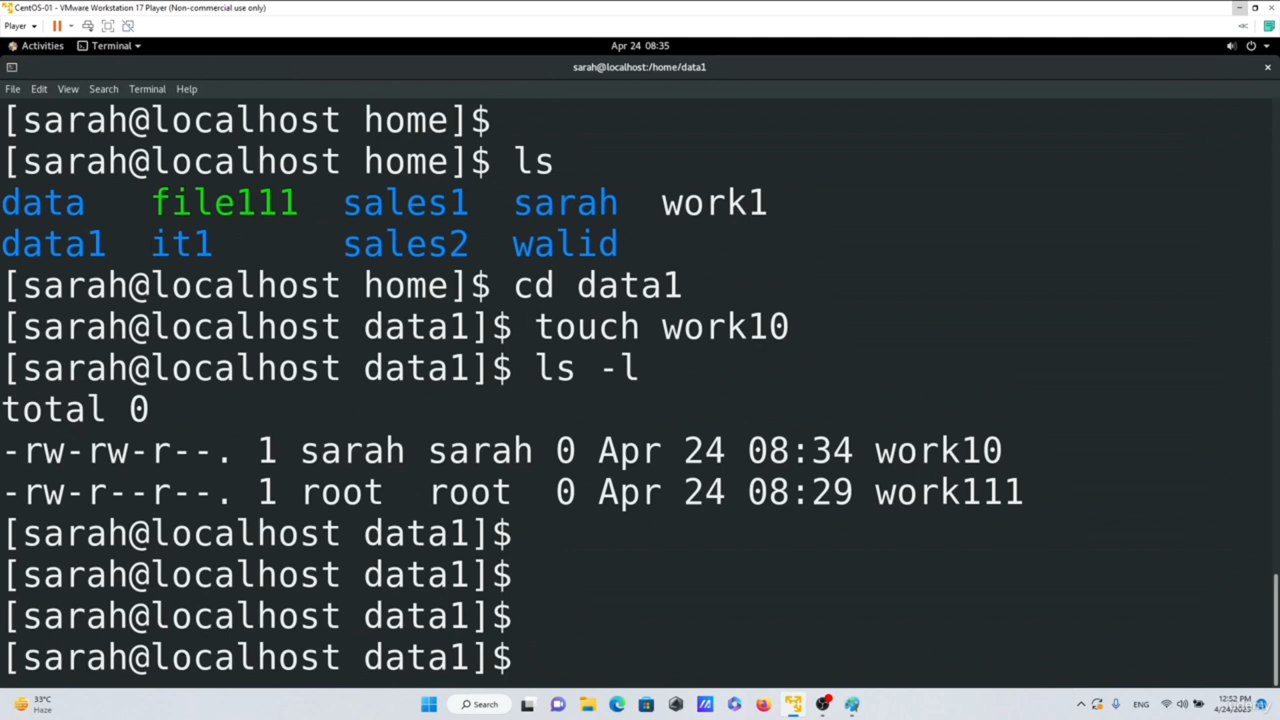 CentOS-01 - VMware Workstation 17 Player (Non-commercial use only)
Player
Activities Terminal Apr 24 08:35
sarah@localhost:/home/data1
File Edit View Search Terminal Help
[sarah@localhost home]$
[sarah@localhost home]$ ls
data file111 sales1 sarah work1
data1 it1 sales2 walid
[sarah@localhost home]$ cd data1
[sarah@localhost data1]$ touch work10
[sarah@localhost data1]$ ls -l
total 0
-rw-rw-r--. 1 sarah sarah 0 Apr 24 08:34 work10
-rw-r--r--. 1 root root 0 Apr 24 08:29 work111
[sarah@localhost data1]$
[sarah@localhost data1]$
[sarah@localhost data1]$
[sarah@localhost data1]$
33°C
Haze
Search
ENG
12:52 PM
4/24/2023